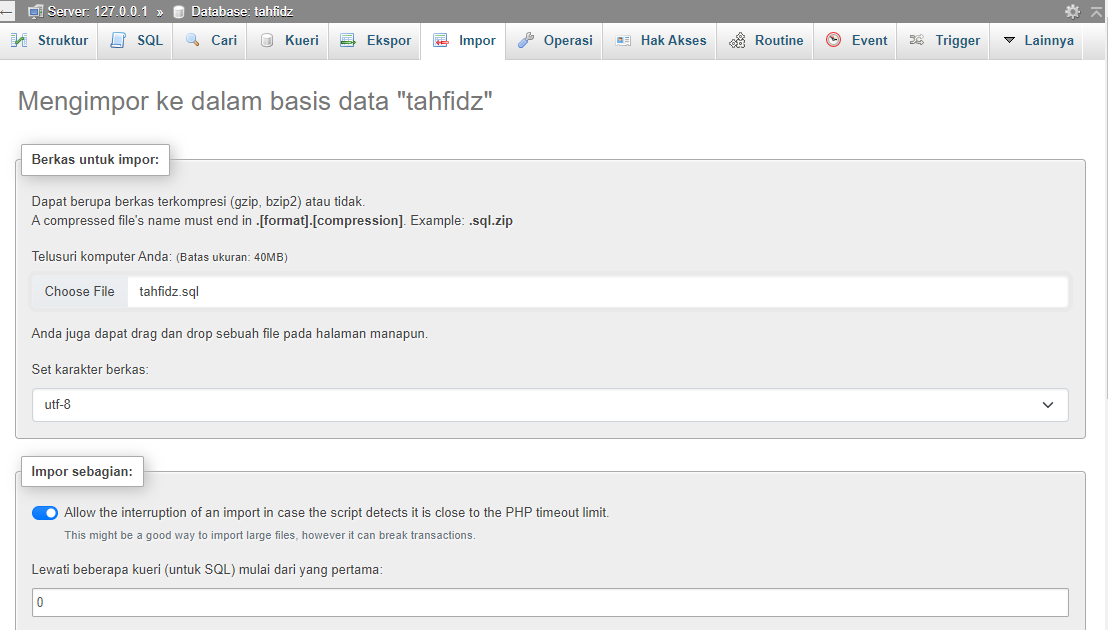 Server: 127.0.0.1 » Database: tahfidz
Struktur SQL Cari Kueri Ekspor Impor Operasi Hak Akses Routine Event Trigger Lainnya
Mengimpor ke dalam basis data "tahfidz"
Berkas untuk impor:
Dapat berupa berkas terkompresi (gzip, bzip2) atau tidak.
A compressed file's name must end in .[format].[compression]. Example: .sql.zip
Telusuri komputer Anda: (Batas ukuran: 40MB)
Choose File tahfidz.sql
Anda juga dapat drag dan drop sebuah file pada halaman manapun.
Set karakter berkas:
utf-8
Impor sebagian:
Allow the interruption of an import in case the script detects it is close to the PHP timeout limit.
This might be a good way to import large files, however it can break transactions.
Lewati beberapa kueri (untuk SQL) mulai dari yang pertama:
0